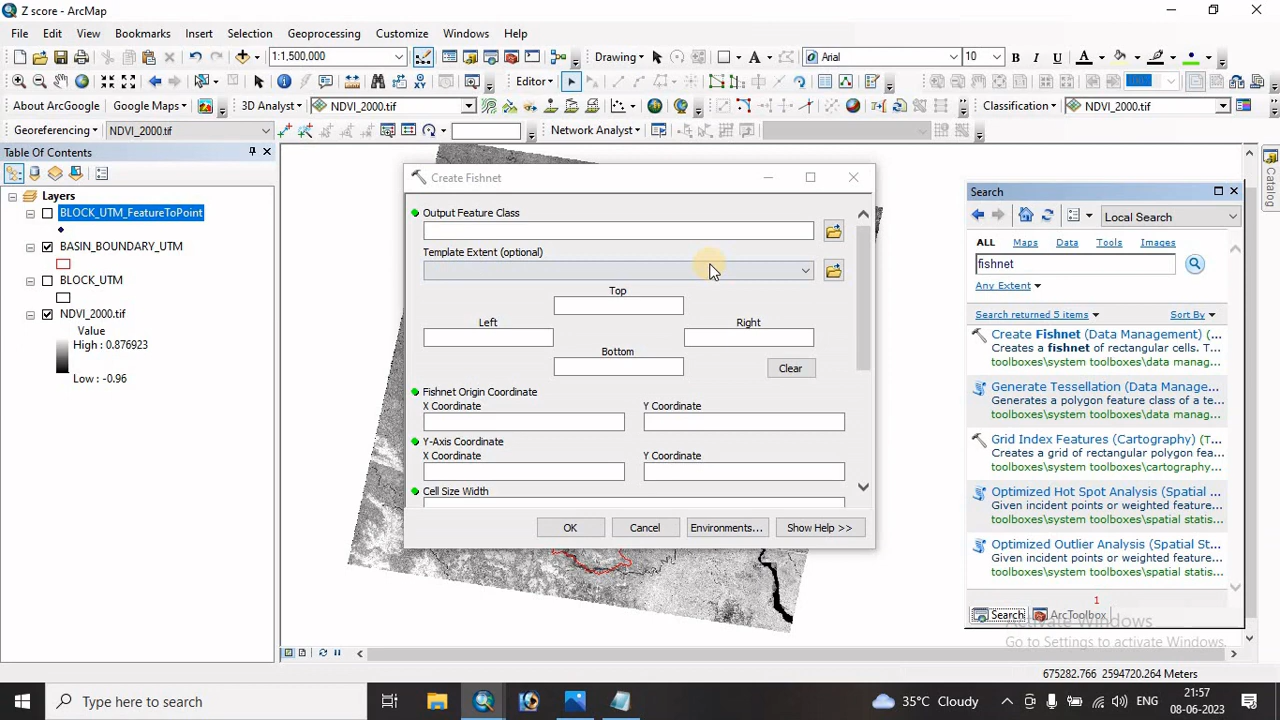 Z score - ArcMap
File Edit View Bookmarks Insert Selection Geoprocessing Customize Windows Help
1:1,500,000
Drawing
Arial
10
B I U A
Editor
About ArcGoogle Google Maps
3D Analyst NDVI_2000.tif
Classification NDVI_2000.tif
Georeferencing NDVI_2000.tif
Network Analyst
Table Of Contents
Layers
BLOCK_UTM_FeatureToPoint
BASIN_BOUNDARY_UTM
BLOCK_UTM
NDVI_2000.tif
Value
High : 0.876923
Low : -0.96
Create Fishnet
Output Feature Class
Template Extent (optional)
Top
Left
Right
Bottom
Clear
Fishnet Origin Coordinate
X Coordinate
Y Coordinate
Y-Axis Coordinate
X Coordinate
Y Coordinate
Cell Size Width
OK
Cancel
Environments...
Show Help >>
Catalog
Search
Local Search
ALL Maps Data Tools Images
fishnet
Any Extent
Search returned 5 items
Sort By
Create Fishnet (Data Management) (...
Creates a fishnet of rectangular cells. T...
toolboxes\system toolboxes\data manag...
Generate Tessellation (Data Manage...
Generates a polygon feature class of a te...
toolboxes\system toolboxes\data manag...
Grid Index Features (Cartography) (T...
Creates a grid of rectangular polygon fea...
toolboxes\system toolboxes\cartography...
Optimized Hot Spot Analysis (Spatial ...
Given incident points or weighted feature...
toolboxes\system toolboxes\spatial statis...
Optimized Outlier Analysis (Spatial St...
Given incident points or weighted feature...
toolboxes\system toolboxes\spatial statis...
1
Search
ArcToolbox
Activate Windows
Go to Settings to activate Windows.
675282.766 2594720.264 Meters
Type here to search
35°C Cloudy
ENG
21:57
08-06-2023